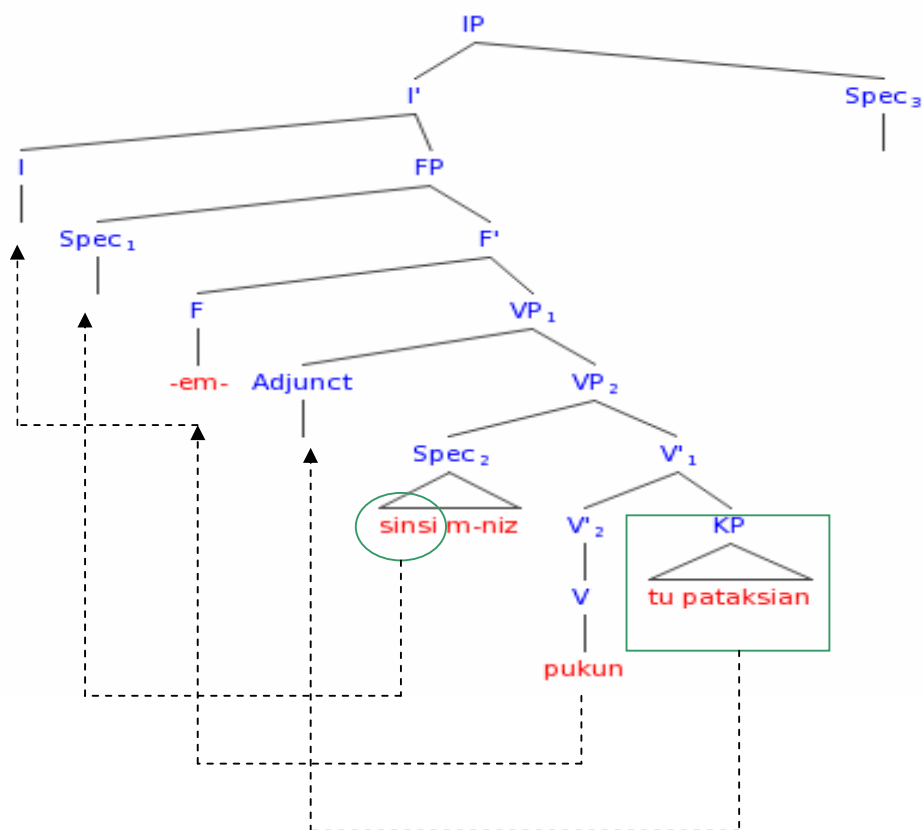 IP
I' Spec₃
I FP
Spec₁ F'
F VP₁
-em- Adjunct VP₂
Spec₂ V'₁
sinsi m-niz V'₂ KP
V tu pataksian
pukun